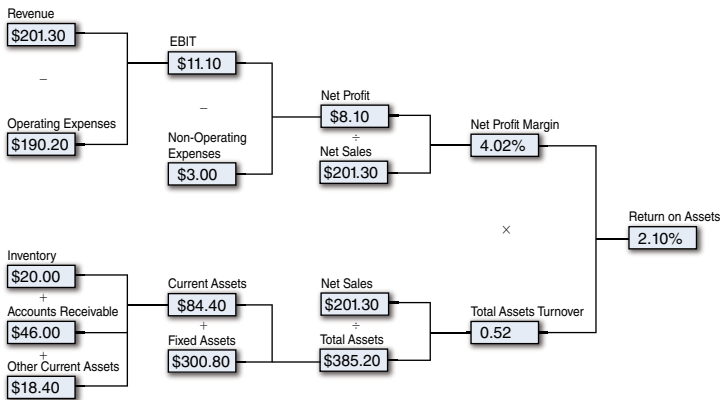 Revenue
$201.30
−
Operating Expenses
$190.20
EBIT
$11.10
−
Non-Operating
Expenses
$3.00
Net Profit
$8.10
÷
Net Sales
$201.30
Net Profit Margin
4.02%
×
Return on Assets
2.10%
Inventory
$20.00
+
Accounts Receivable
$46.00
+
Other Current Assets
$18.40
Current Assets
$84.40
+
Fixed Assets
$300.80
Net Sales
$201.30
÷
Total Assets
$385.20
Total Assets Turnover
0.52